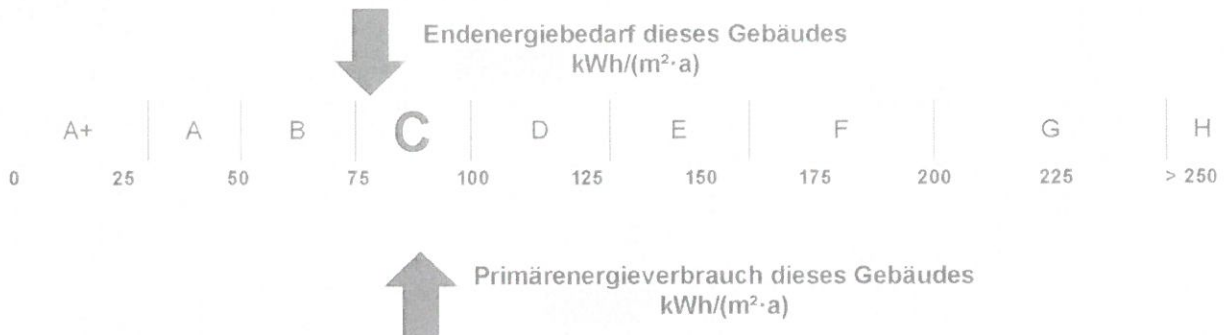 Endenergiebedarf dieses Gebäudes
kWh/(m²·a)
A+ A B C D E F G H
0 25 50 75 100 125 150 175 200 225 > 250
Primärenergieverbrauch dieses Gebäudes
kWh/(m²·a)